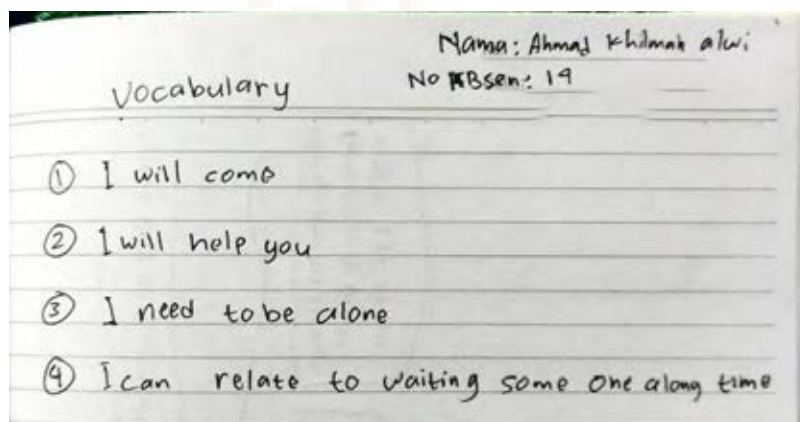 Nama: Ahmad Khilmah alwi
No ABsen: 19
Vocabulary
① I will come
② I will help you
③ I need to be alone
④ I can relate to waiting some one along time